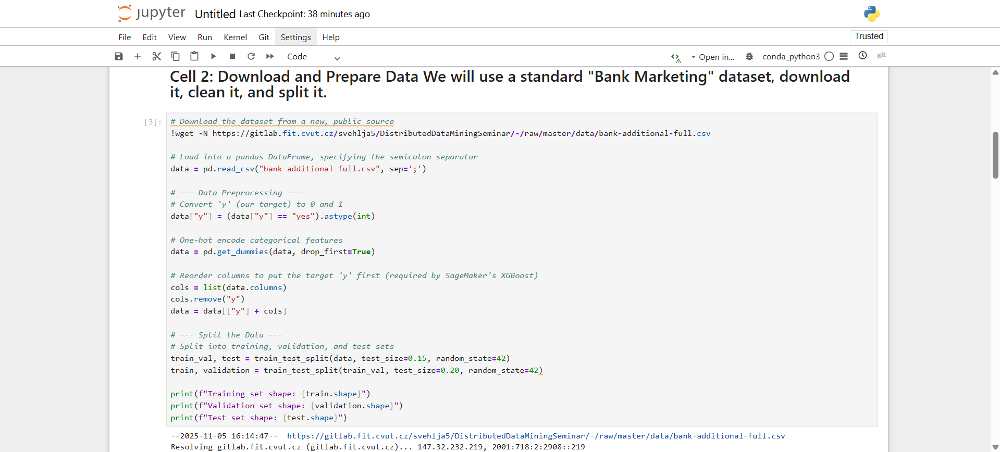 jupyter Untitled Last Checkpoint: 38 minutes ago
File Edit View Run Kernel Git Settings Help Trusted
Code Open in... conda_python3 git
Cell 2: Download and Prepare Data We will use a standard "Bank Marketing" dataset, download
it, clean it, and split it.
[3]:
# Download the dataset from a new, public source
!wget -N https://gitlab.fit.cvut.cz/svehlja5/DistributedDataMiningSeminar/-/raw/master/data/bank-additional-full.csv
# Load into a pandas DataFrame, specifying the semicolon separator
data = pd.read_csv("bank-additional-full.csv", sep=';')
# --- Data Preprocessing ---
# Convert 'y' (our target) to 0 and 1
data["y"] = (data["y"] == "yes").astype(int)
# One-hot encode categorical features
data = pd.get_dummies(data, drop_first=True)
# Reorder columns to put the target 'y' first (required by SageMaker's XGBoost)
cols = list(data.columns)
cols.remove("y")
data = data[["y"] + cols]
# --- Split the Data ---
# Split into training, validation, and test sets
train_val, test = train_test_split(data, test_size=0.15, random_state=42)
train, validation = train_test_split(train_val, test_size=0.20, random_state=42)
print(f"Training set shape: {train.shape}")
print(f"Validation set shape: {validation.shape}")
print(f"Test set shape: {test.shape}")
--2025-11-05 16:14:47-- https://gitlab.fit.cvut.cz/svehlja5/DistributedDataMiningSeminar/-/raw/master/data/bank-additional-full.csv
Resolving gitlab.fit.cvut.cz (gitlab.fit.cvut.cz)... 147.32.232.219, 2001:718:2:2908::219